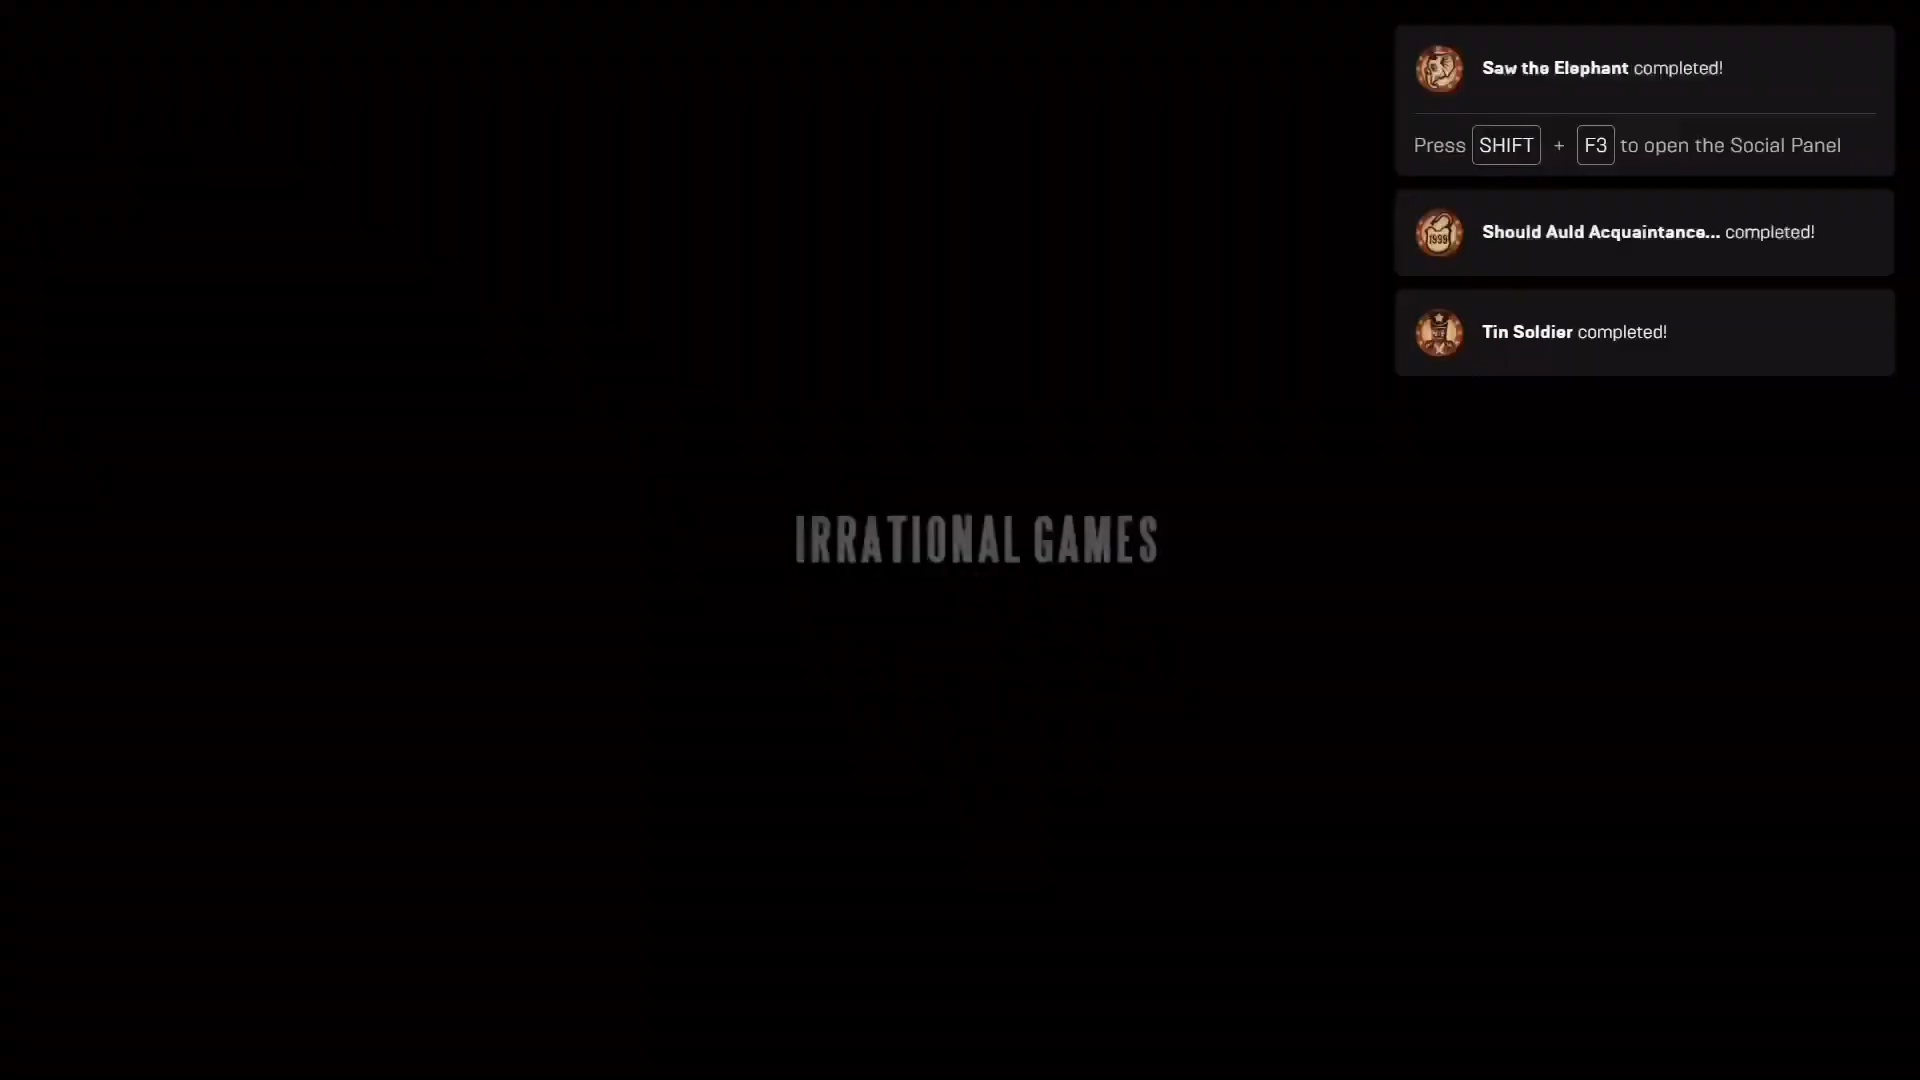 Saw the Elephant completed!
Press SHIFT + F3 to open the Social Panel
1999
Should Auld Acquaintance... completed!
Tin Soldier completed!
IRRATIONAL GAMES